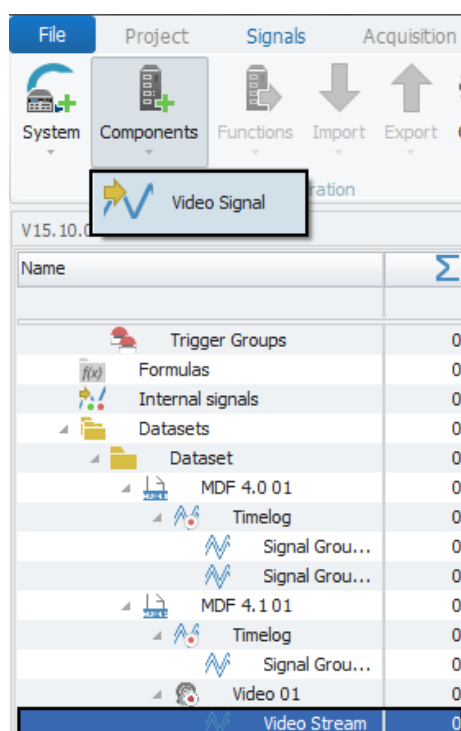 File Project Signals Acquisition
System Components Functions Import Export
Video Signal
V15.10.0
Name Σ
Trigger Groups 0
f(x) Formulas 0
Internal signals 0
Datasets 0
Dataset 0
MDF 4.0 01 0
Timelog 0
Signal Grou... 0
Signal Grou... 0
MDF 4.1 01 0
Timelog 0
Signal Grou... 0
Video 01 0
Video Stream 0